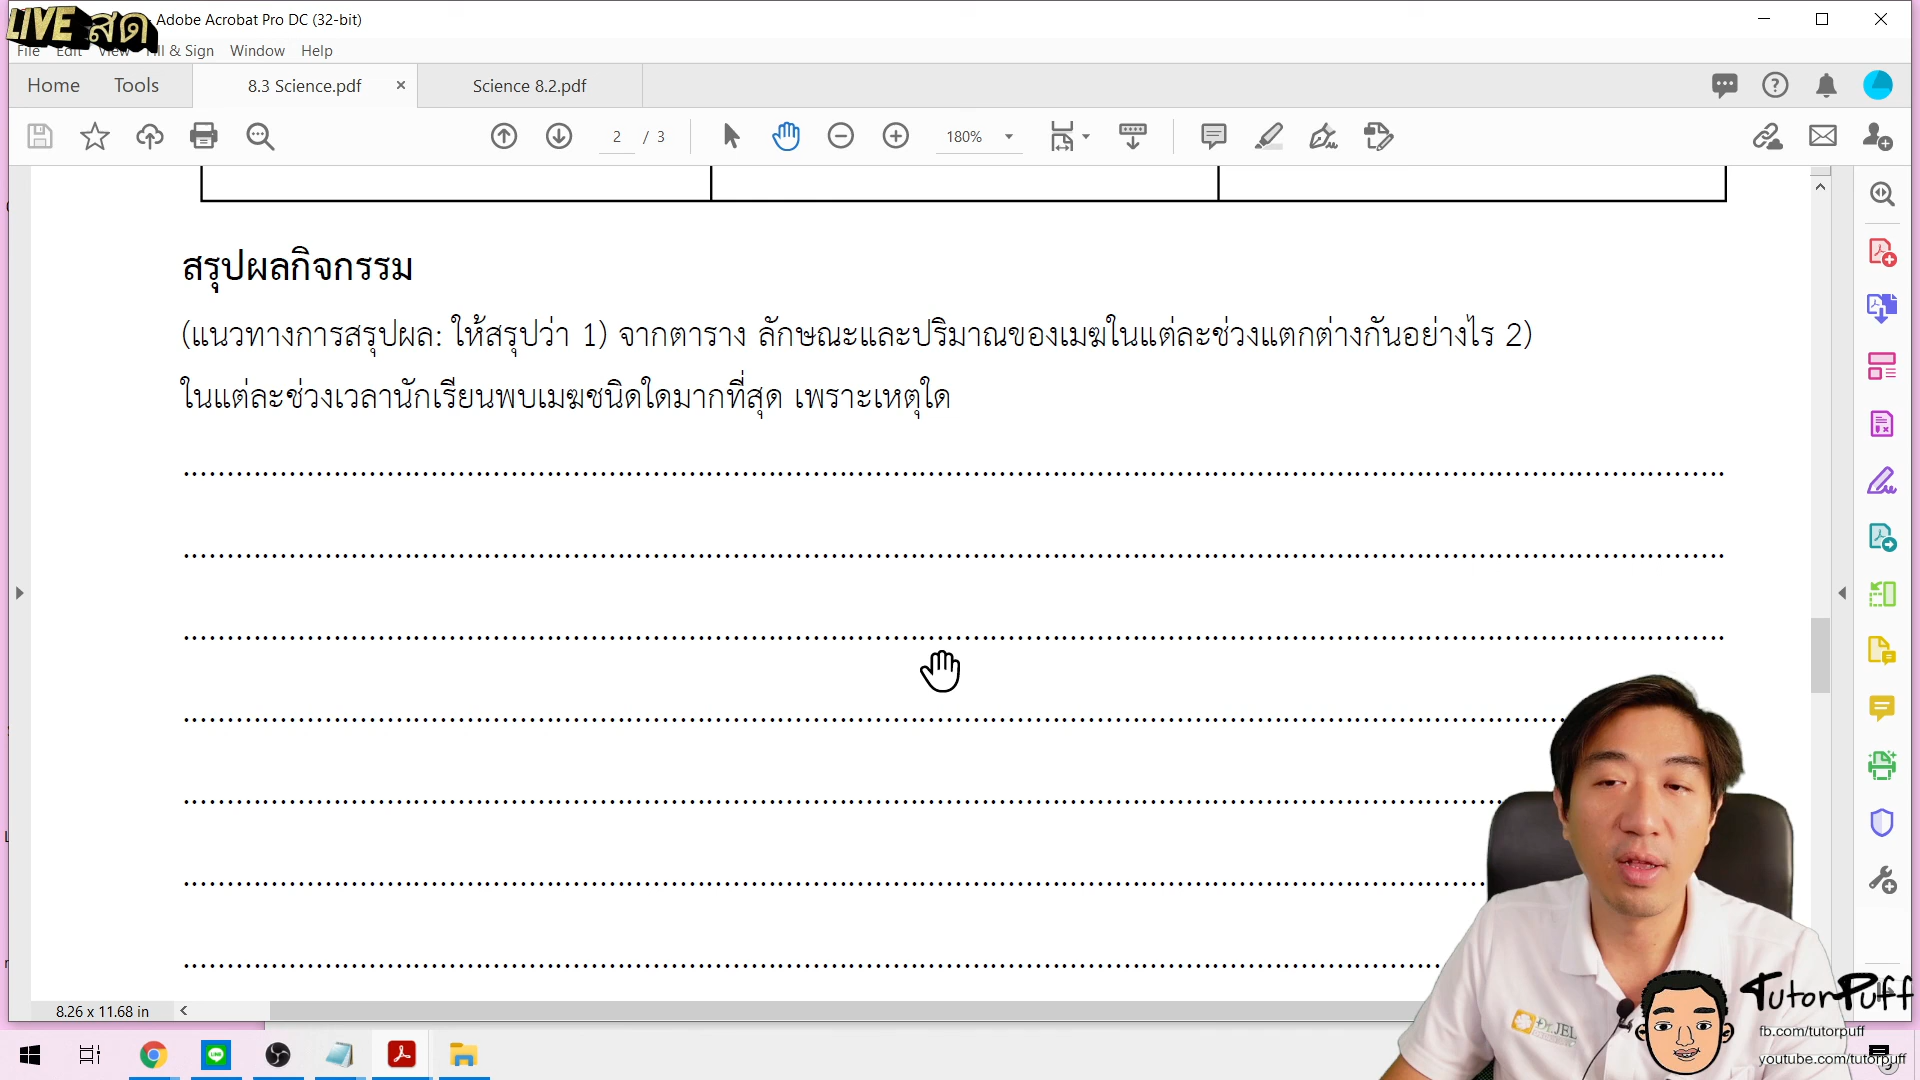 LIVE สด
Adobe Acrobat Pro DC (32-bit)
File Edit View Fill & Sign Window Help
Home Tools 8.3 Science.pdf × Science 8.2.pdf
2 / 3 180%
สรุปผลกิจกรรม
(แนวทางการสรุปผล: ให้สรุปว่า 1) จากตาราง ลักษณะและปริมาณของเมฆในแต่ละช่วงแตกต่างกันอย่างไร 2)
ในแต่ละช่วงเวลานักเรียนพบเมฆชนิดใดมากที่สุด เพราะเหตุใด
8.26 x 11.68 in
Dr.JEL
TutorPuff
fb.com/tutorpuff
youtube.com/tutorpuff